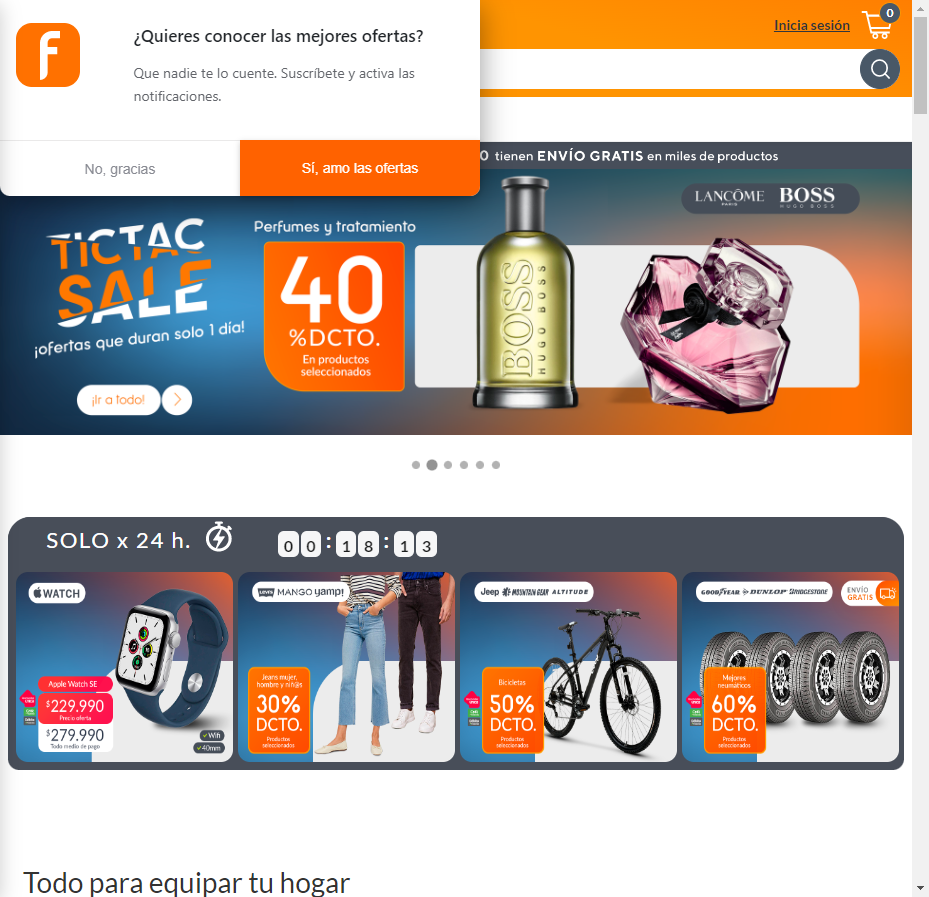 ¿Quieres conocer las mejores ofertas?
Que nadie te lo cuente. Suscríbete y activa las
notificaciones.
No, gracias
Sí, amo las ofertas
Inicia sesión
0
0 tienen ENVÍO GRATIS en miles de productos
TICTAC
SALE
¡ofertas que duran solo 1 día!
¡Ir a todo!
Perfumes y tratamiento
40
%DCTO.
En productos
seleccionados
LANCÔME
PARIS
BOSS
HUGO BOSS
BOSS
HUGO BOSS
SOLO x 24 h.
00:18:13
WATCH
Apple Watch SE
$229.990
Precio oferta
$279.990
Todo medio de pago
Wifi
40mm
Levi's MANGO yamp!
Jeans mujer,
hombre y niñ@s
30%
DCTO.
Productos
seleccionados
Jeep MOUNTAIN GEAR ALTITUDE
Bicicletas
50%
DCTO.
Productos
seleccionados
GOODYEAR DUNLOP BRIDGESTONE
ENVÍO
GRATIS
Mejores
neumáticos
60%
DCTO.
Productos
seleccionados
Todo para equipar tu hogar